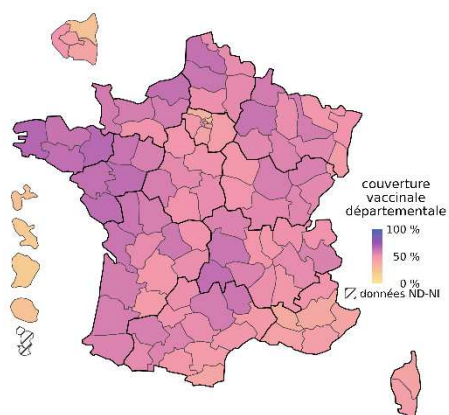 couverture
vaccinale
départementale
100 %
50 %
0 %
données ND-NI